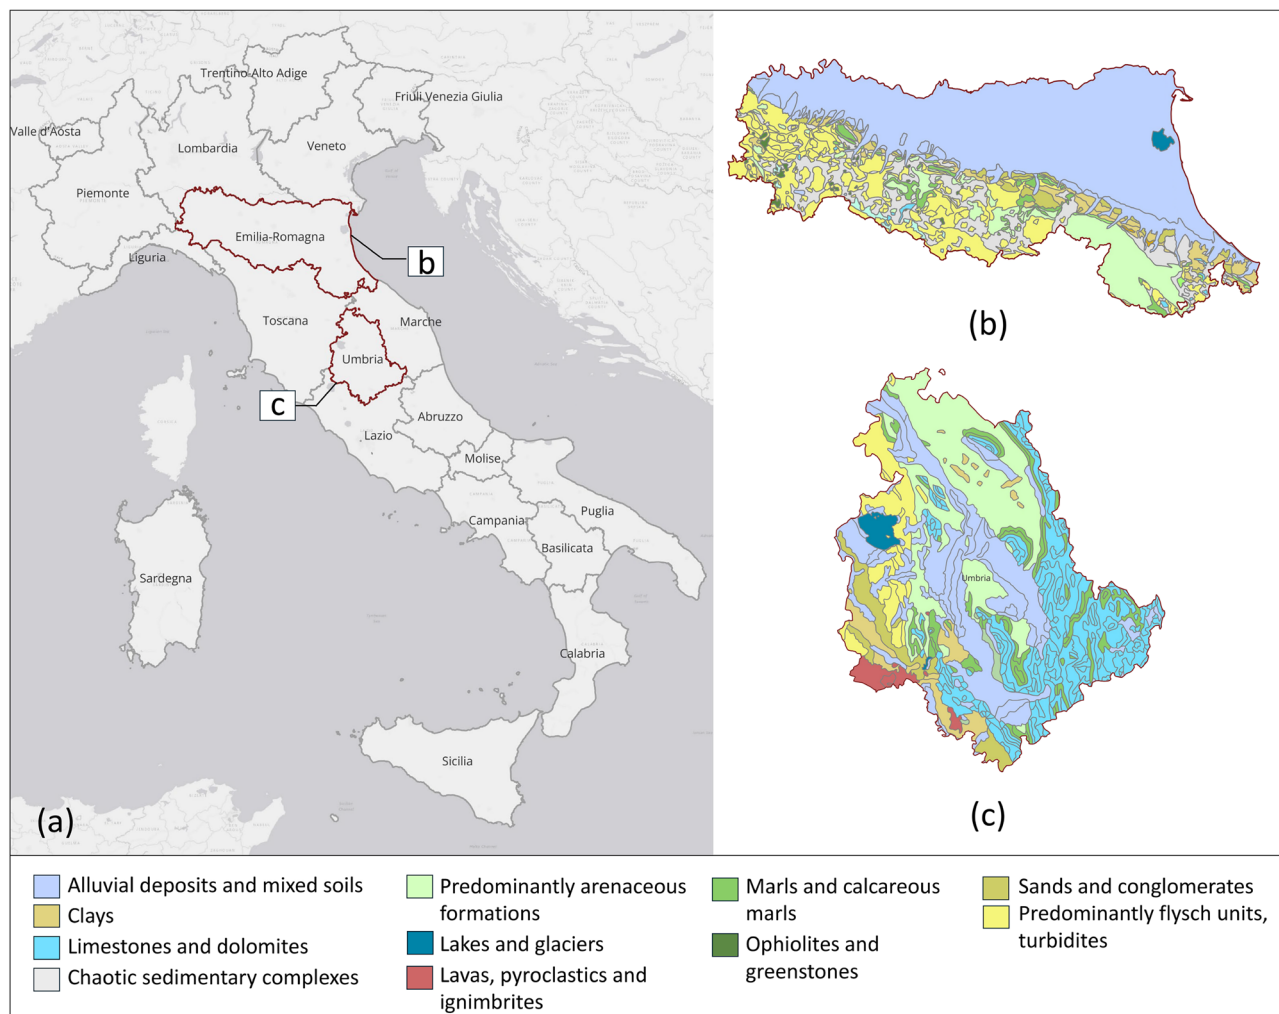 Trentino Alto Adige
Friuli Venezia Giulia
Valle d'Aosta
Lombardia
Veneto
Piemonte
PIEMONTE
Emilia-Romagna
b
Liguria
Toscana
Marche
Umbria
c
Abruzzo
Lazio
Molise
Campania
Puglia
Basilicata
Sardegna
Calabria
Sicilia
(a)
(b)
Umbria
(c)
Alluvial deposits and mixed soils
Clays
Limestones and dolomites
Chaotic sedimentary complexes
Predominantly arenaceous
formations
Lakes and glaciers
Lavas, pyroclastics and
ignimbrites
Marls and calcareous
marls
Ophiolites and
greenstones
Sands and conglomerates
Predominantly flysch units,
turbidites